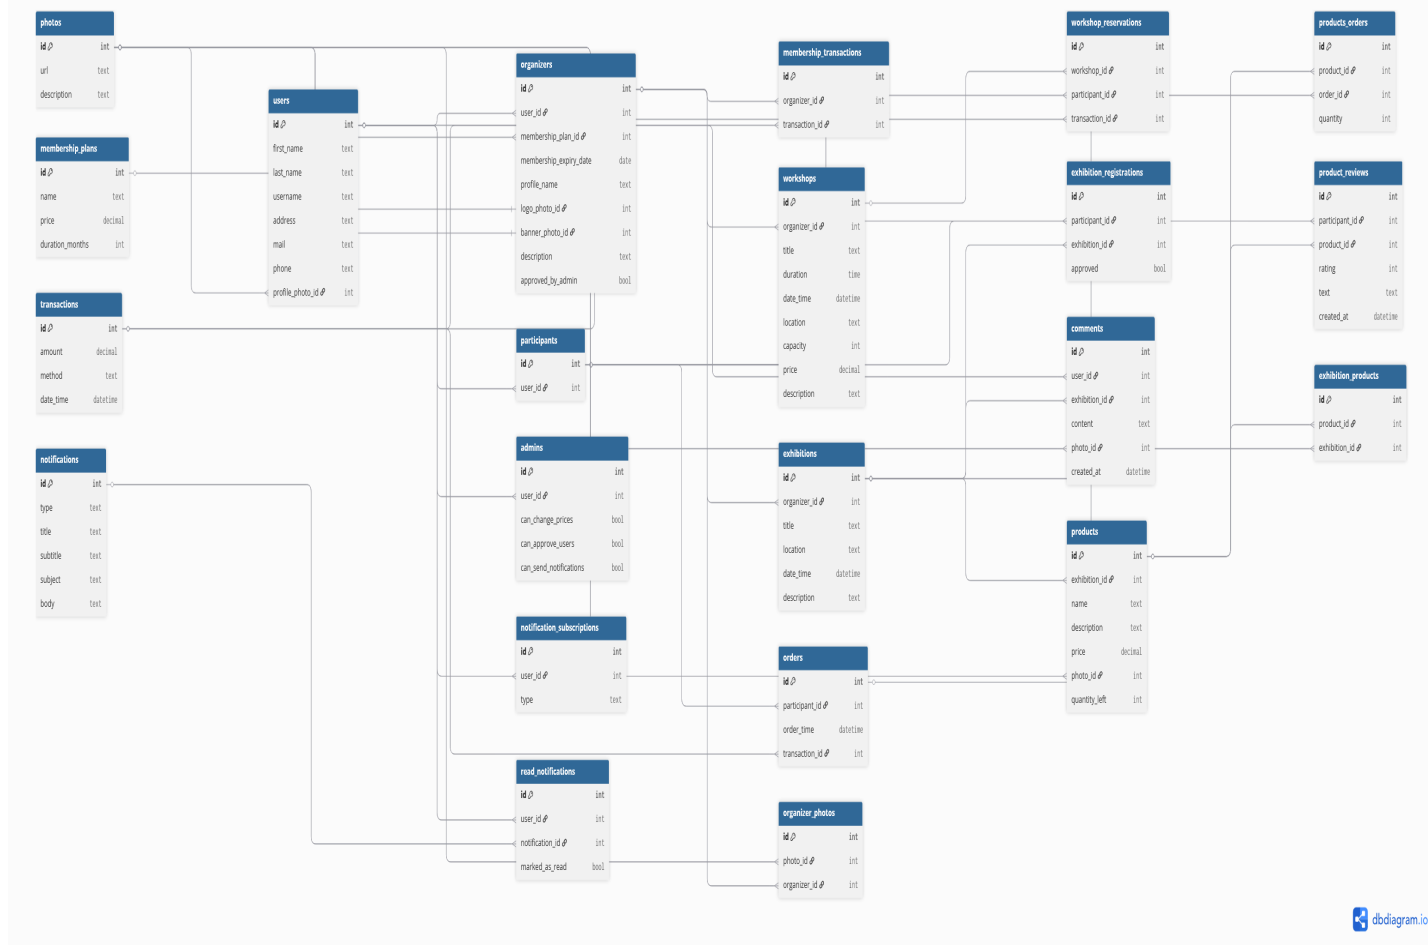 photos
id int
url text
description text
membership_plans
id int
name text
price decimal
duration_months int
transactions
id int
amount decimal
method text
date_time datetime
notifications
id int
type text
title text
subtitle text
subject text
body text
users
id int
first_name text
last_name text
username text
address text
mail text
phone text
profile_photo_id int
organizers
id int
user_id int
membership_plan_id int
membership_expiry_date date
profile_name text
logo_photo_id int
banner_photo_id int
description text
approved_by_admin bool
participants
id int
user_id int
admins
id int
user_id int
can_change_prices bool
can_approve_users bool
can_send_notifications bool
notification_subscriptions
id int
user_id int
type text
read_notifications
id int
user_id int
notification_id int
marked_as_read bool
membership_transactions
id int
organizer_id int
transaction_id int
workshops
id int
organizer_id int
title text
duration time
date_time datetime
location text
capacity int
price decimal
description text
exhibitions
id int
organizer_id int
title text
location text
date_time datetime
description text
orders
id int
participant_id int
order_time datetime
transaction_id int
organizer_photos
id int
photo_id int
organizer_id int
workshop_reservations
id int
workshop_id int
participant_id int
transaction_id int
exhibition_registrations
id int
participant_id int
exhibition_id int
approved bool
comments
id int
user_id int
exhibition_id int
content text
photo_id int
created_at datetime
products
id int
exhibition_id int
name text
description text
price decimal
photo_id int
quantity_left int
products_orders
id int
product_id int
order_id int
quantity int
product_reviews
id int
participant_id int
product_id int
rating int
text text
created_at datetime
exhibition_products
id int
product_id int
exhibition_id int
dbdiagram.io